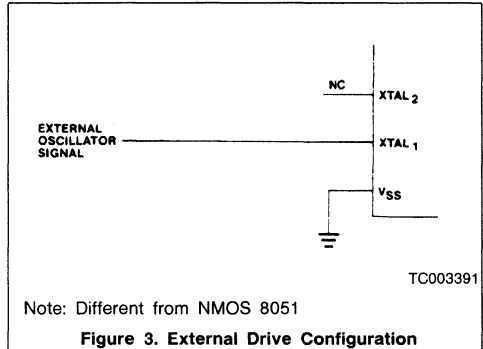 NC
XTAL2
EXTERNAL
OSCILLATOR
SIGNAL
XTAL1
VSS
TC003391
Note: Different from NMOS 8051
Figure 3. External Drive Configuration